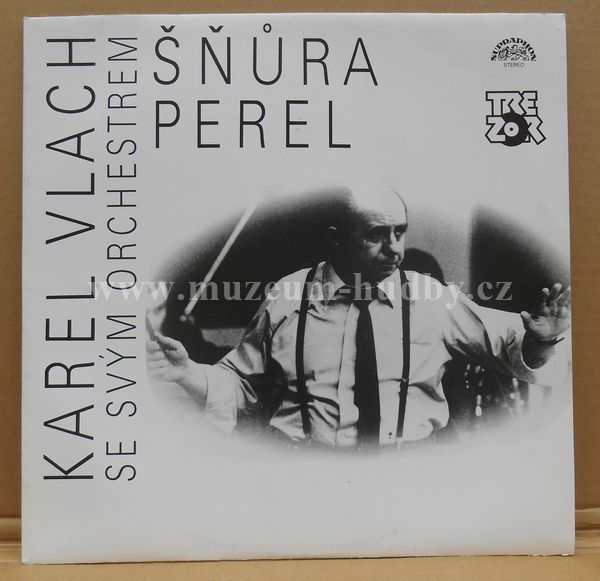 KAREL VLACH
SE SVÝM ORCHESTREM
ŠŇŮRA
PEREL
SUPRAPHON
STEREO
TREZOR
www.muzeum-hudby.cz